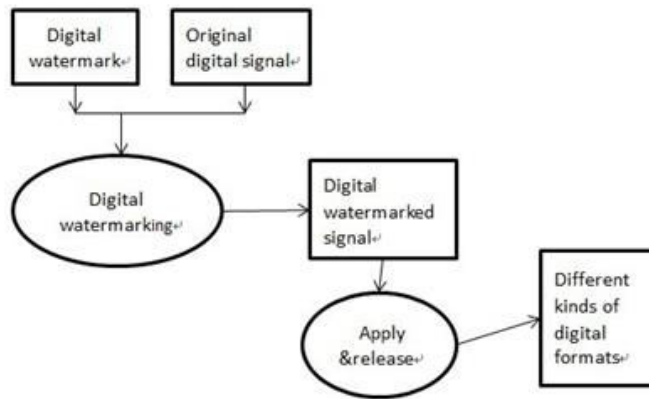 Digital
watermark
Original
digital signal
Digital
watermarking
Digital
watermarked
signal
Apply
&release
Different
kinds of
digital
formats